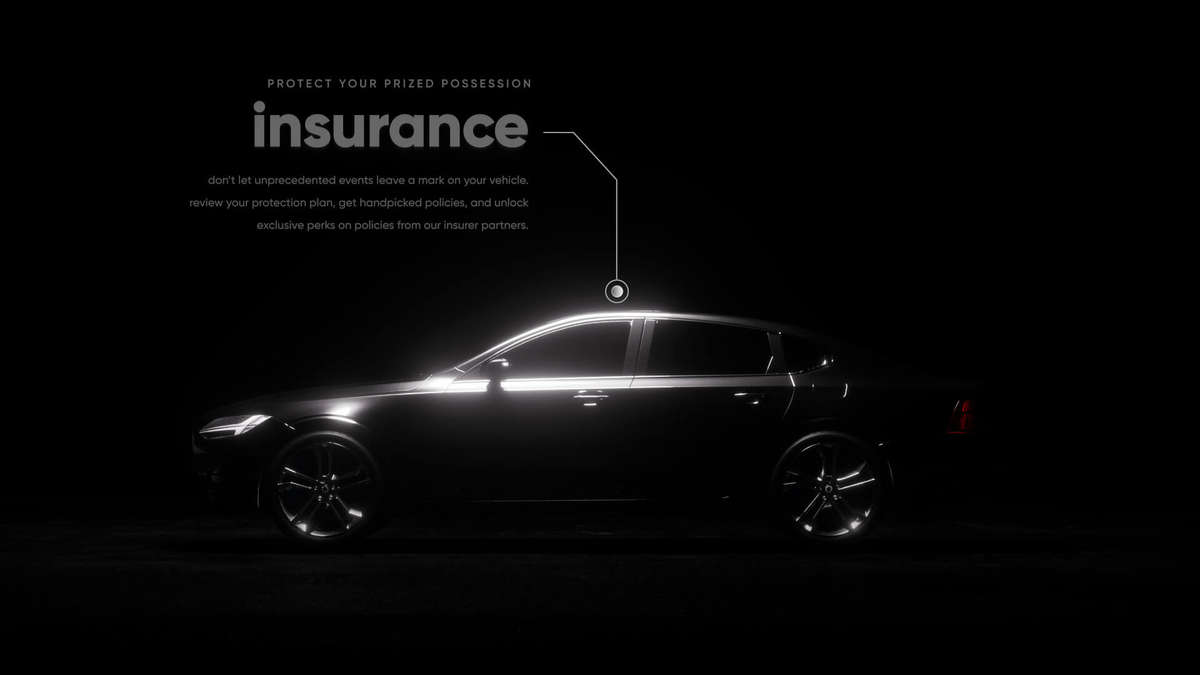 PROTECT YOUR PRIZED POSSESSION
insurance
don't let unprecedented events leave a mark on your vehicle.
review your protection plan, get handpicked policies, and unlock
exclusive perks on policies from our insurer partners.